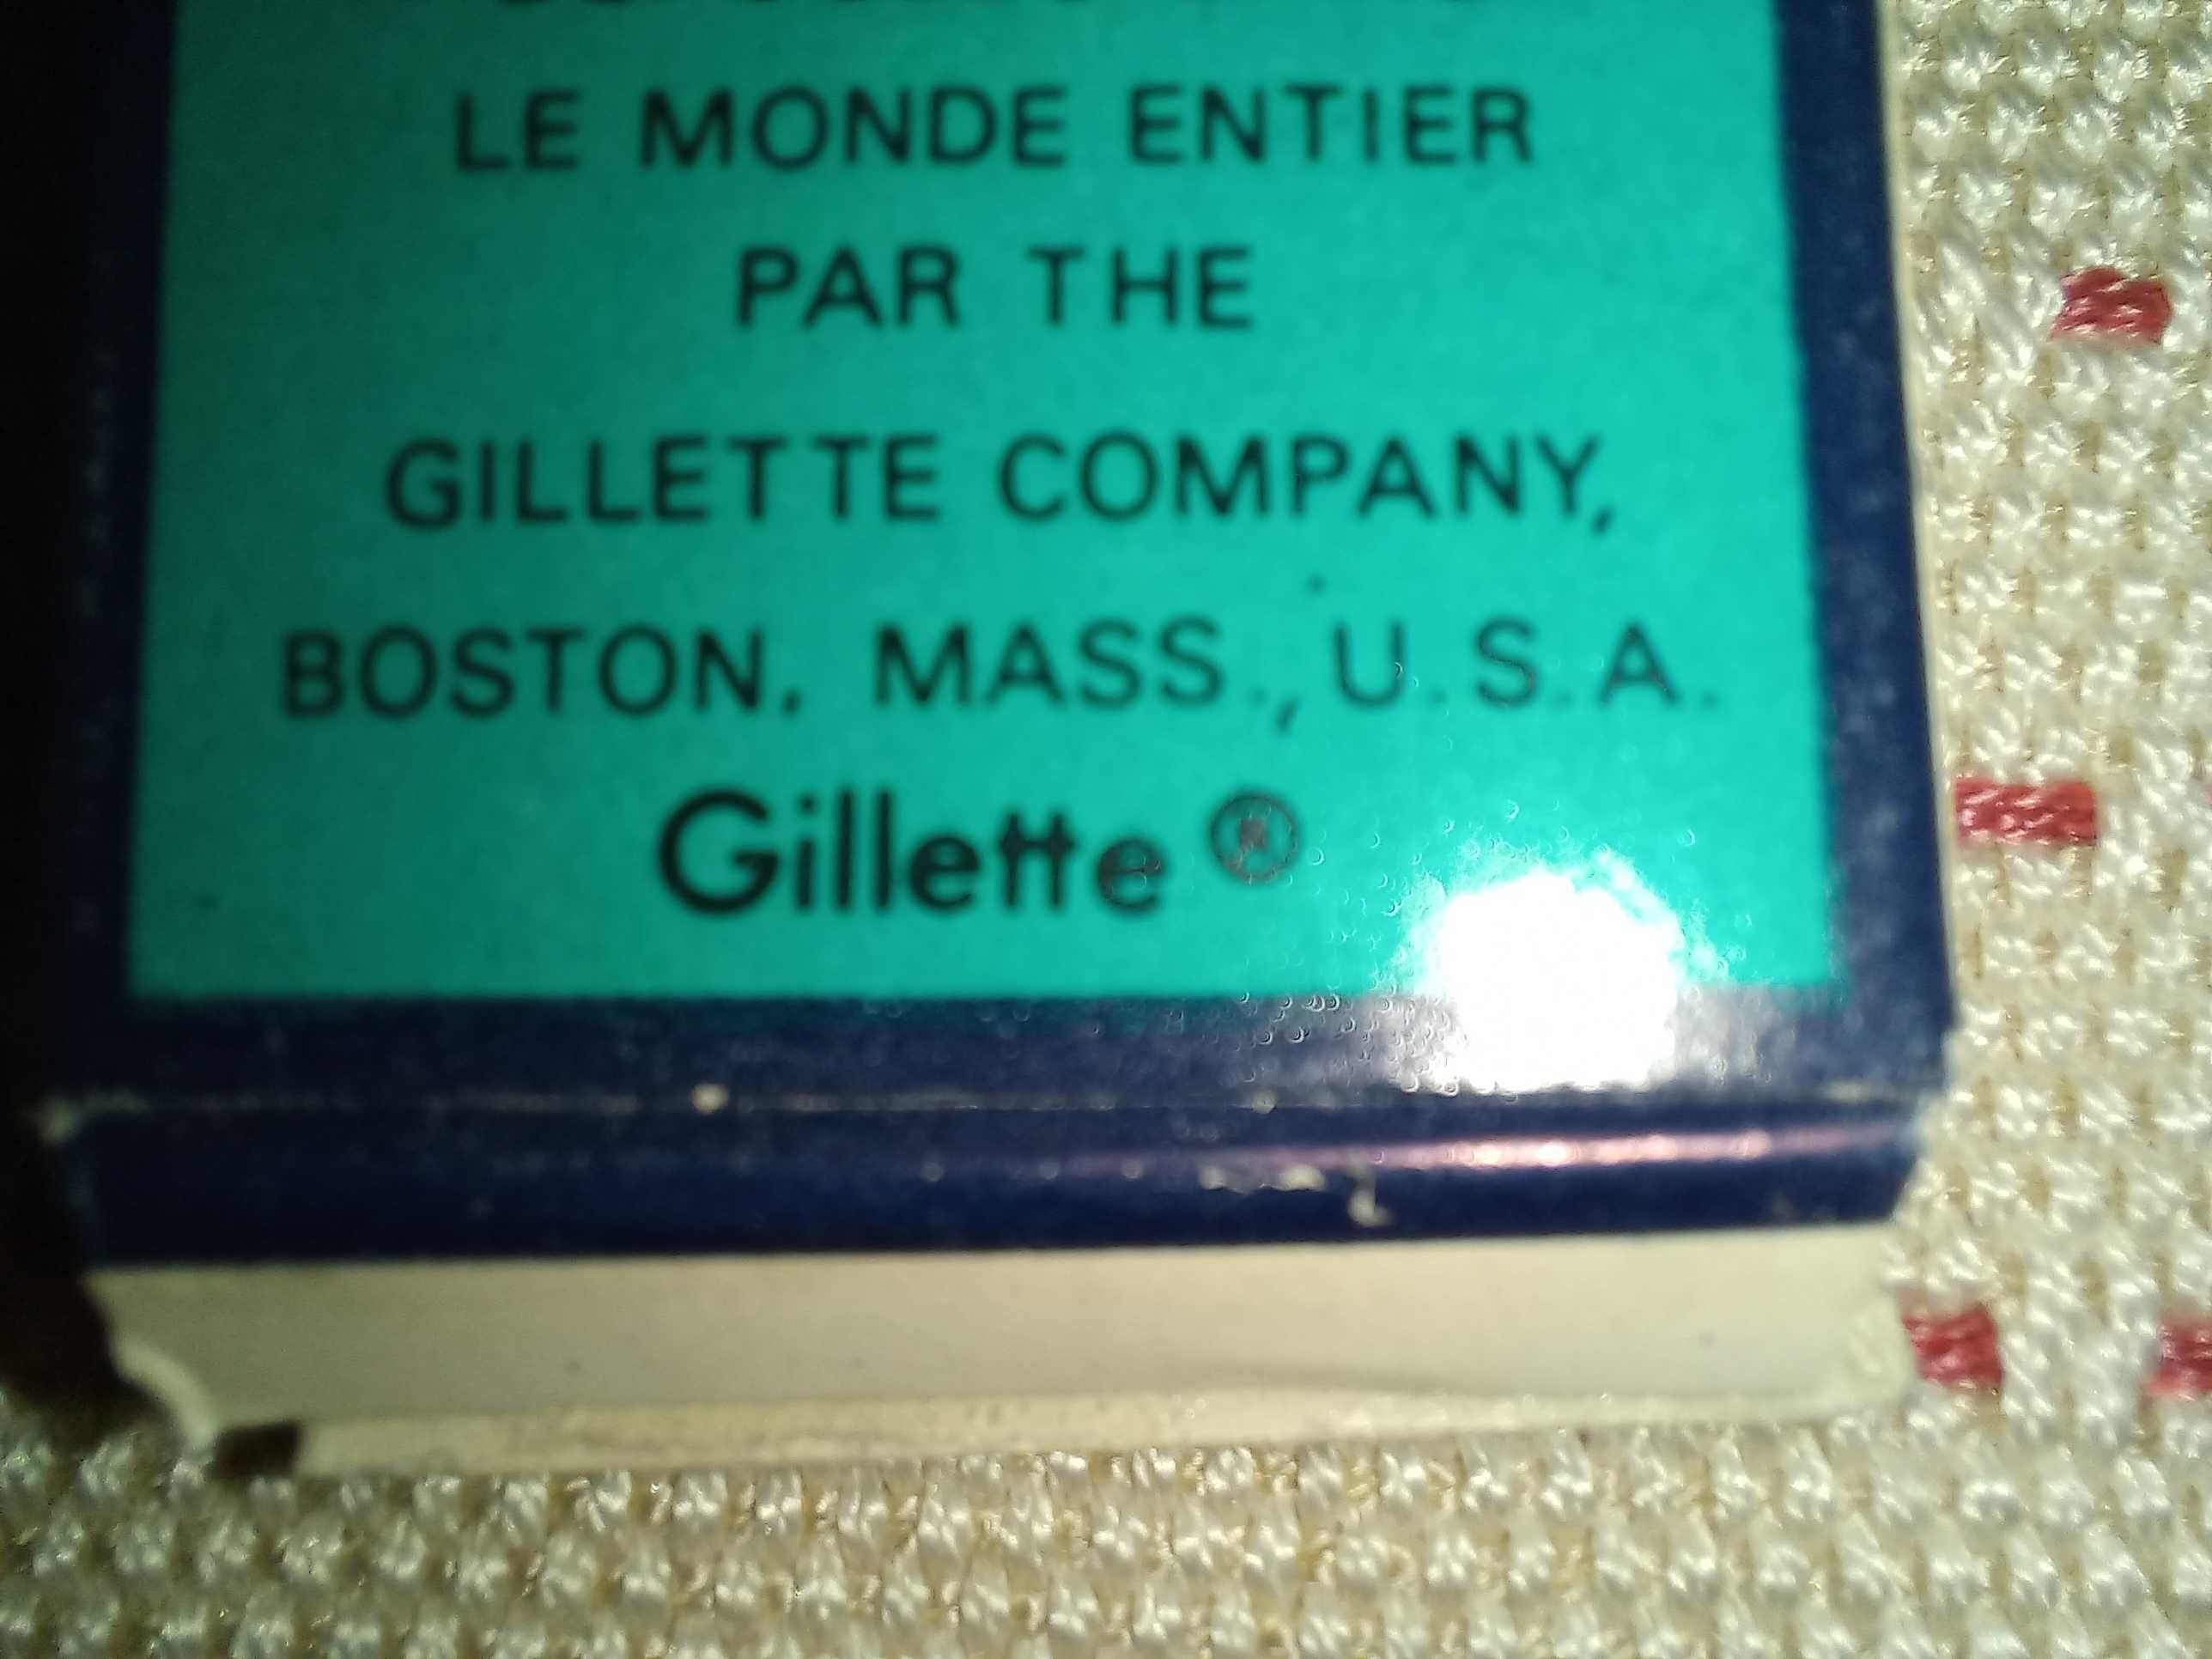 LE MONDE ENTIER
PAR THE
GILLETTE COMPANY,
BOSTON, MASS., U.S.A.
Gillette ®